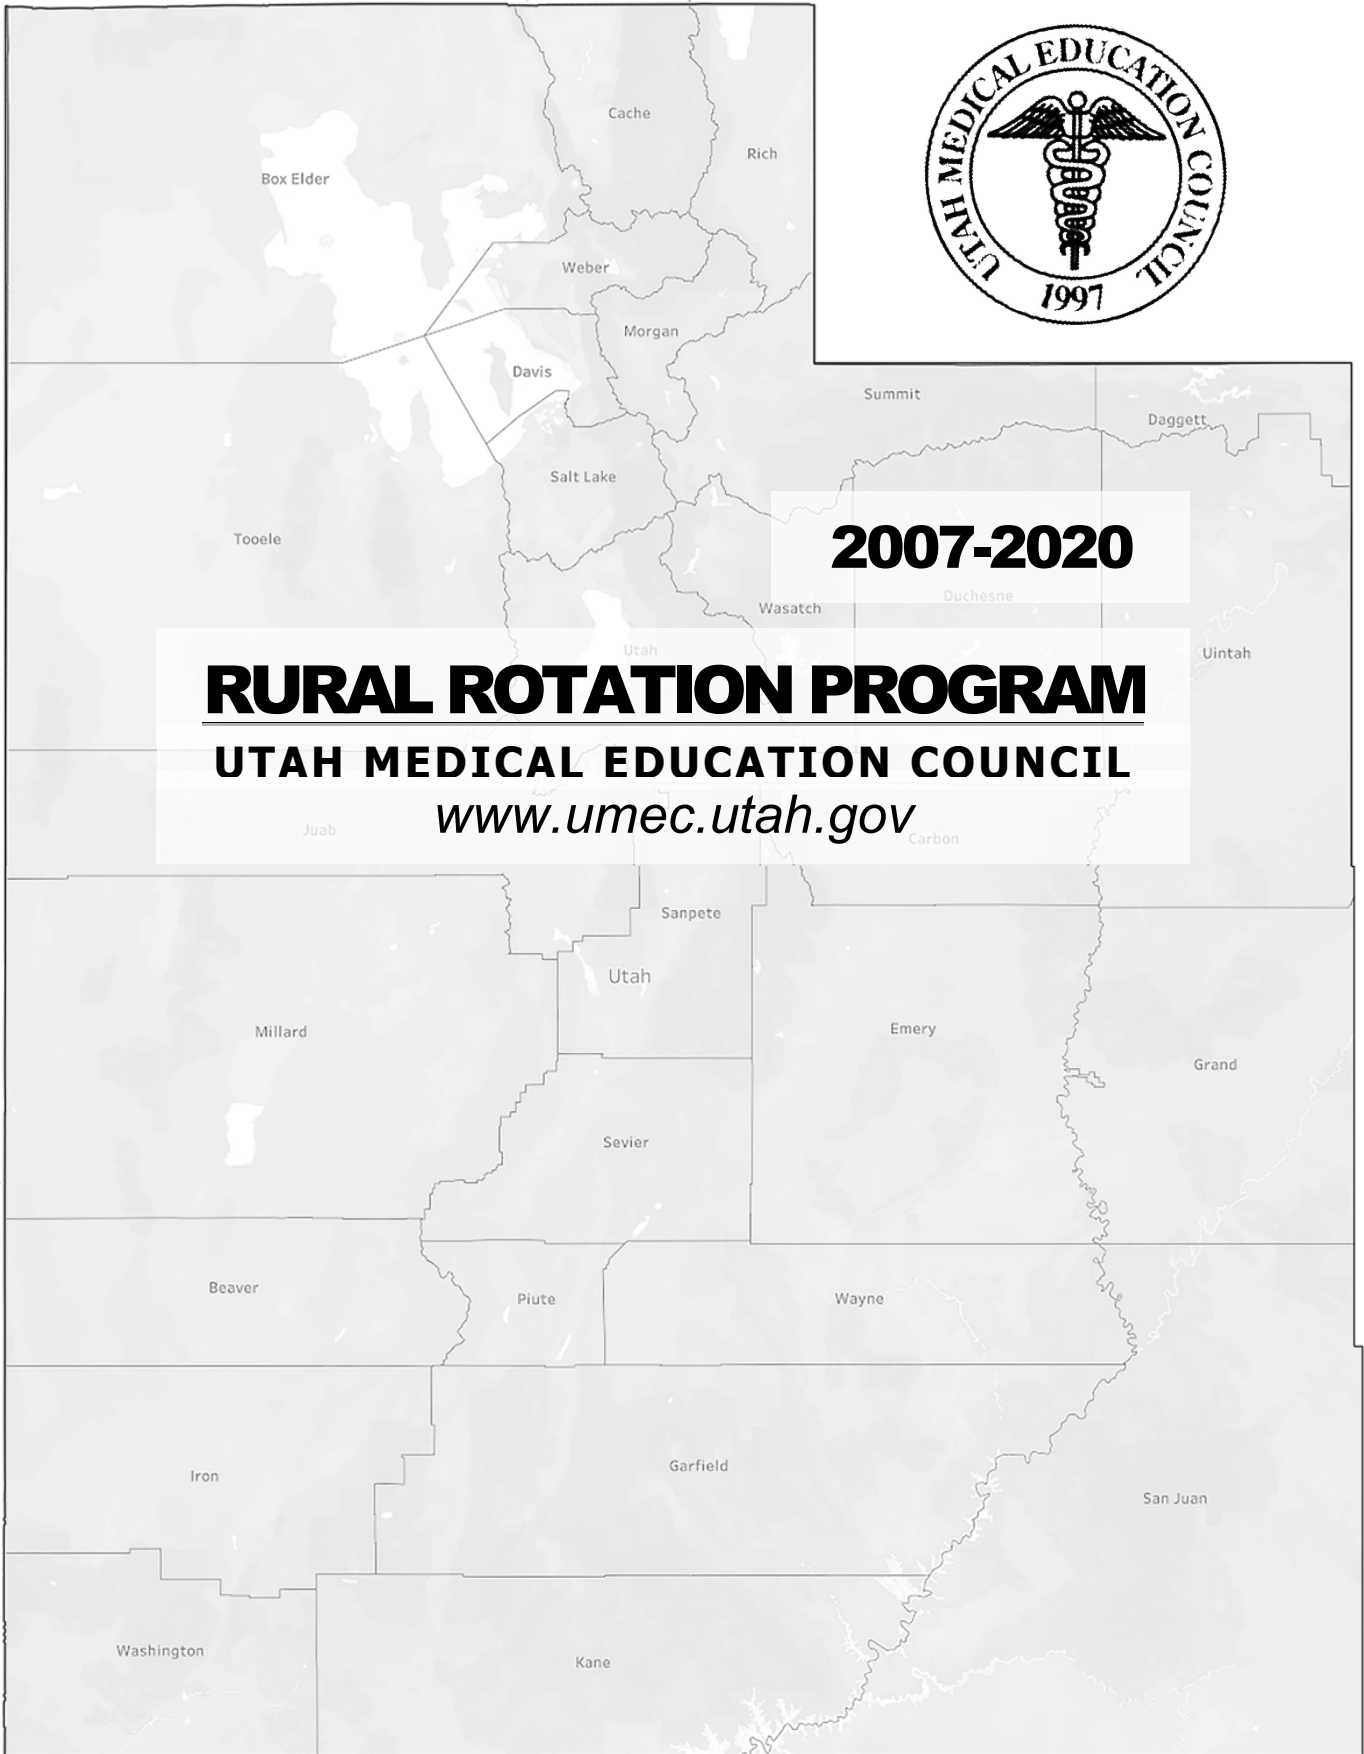 UTAH MEDICAL EDUCATION COUNCIL
1997
Cache
Rich
Box Elder
Weber
Morgan
Davis
Summit
Daggett
Salt Lake
Tooele
2007-2020
Duchesne
Wasatch
Utah
Uintah
RURAL ROTATION PROGRAM
UTAH MEDICAL EDUCATION COUNCIL
www.umec.utah.gov
Juab
Carbon
Sanpete
Utah
Millard
Emery
Grand
Sevier
Beaver
Piute
Wayne
Garfield
Iron
San Juan
Washington
Kane